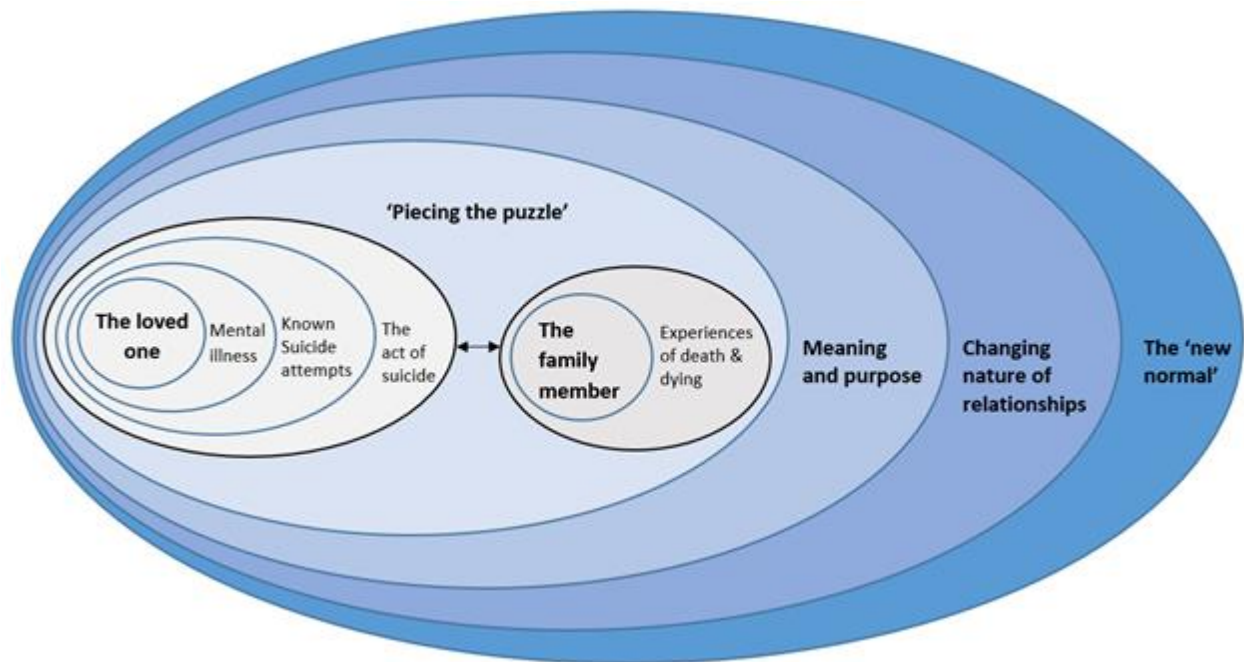 ‘Piecing the puzzle’
The loved
one
Mental
illness
Known
Suicide
attempts
The
act of
suicide
The
family
member
Experiences
of death &
dying
Meaning
and purpose
Changing
nature of
relationships
The ‘new
normal’